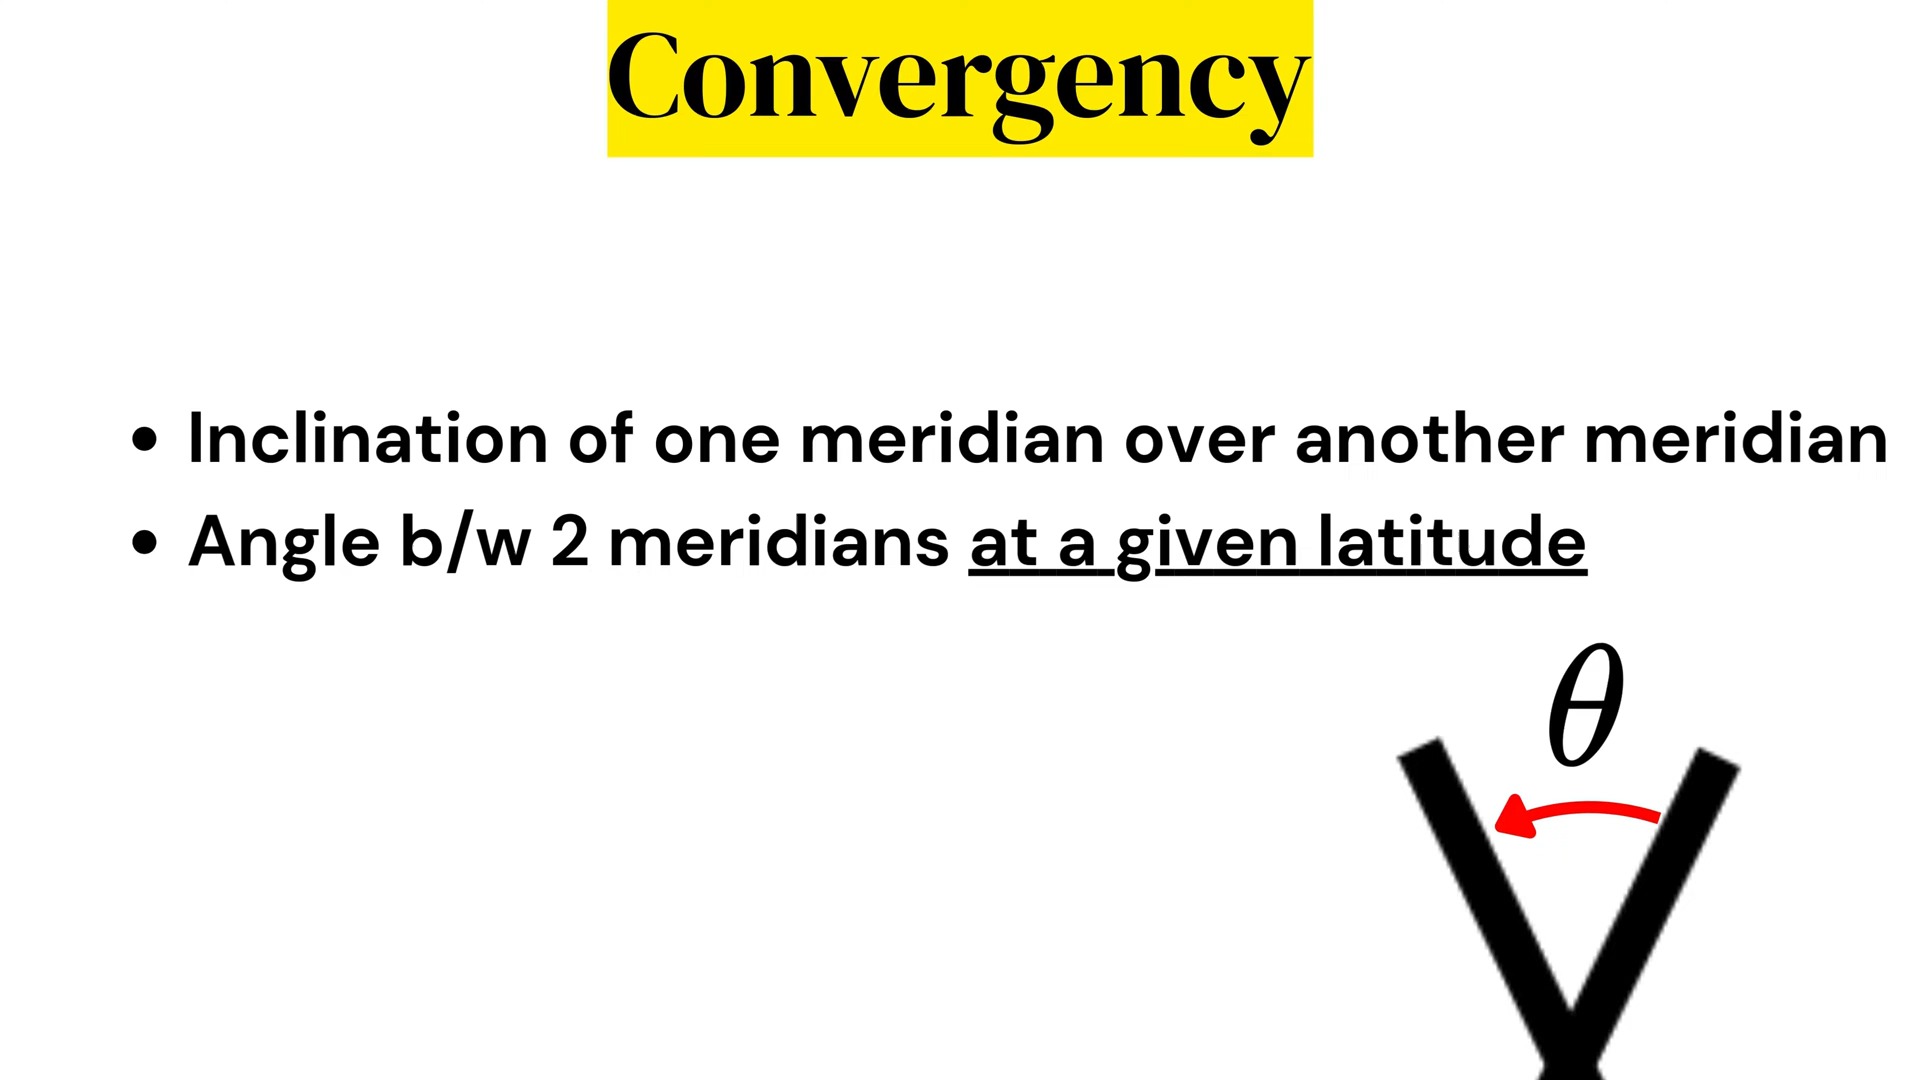 Convergency
• Inclination of one meridian over another meridian
• Angle b/w 2 meridians at a given latitude
θ